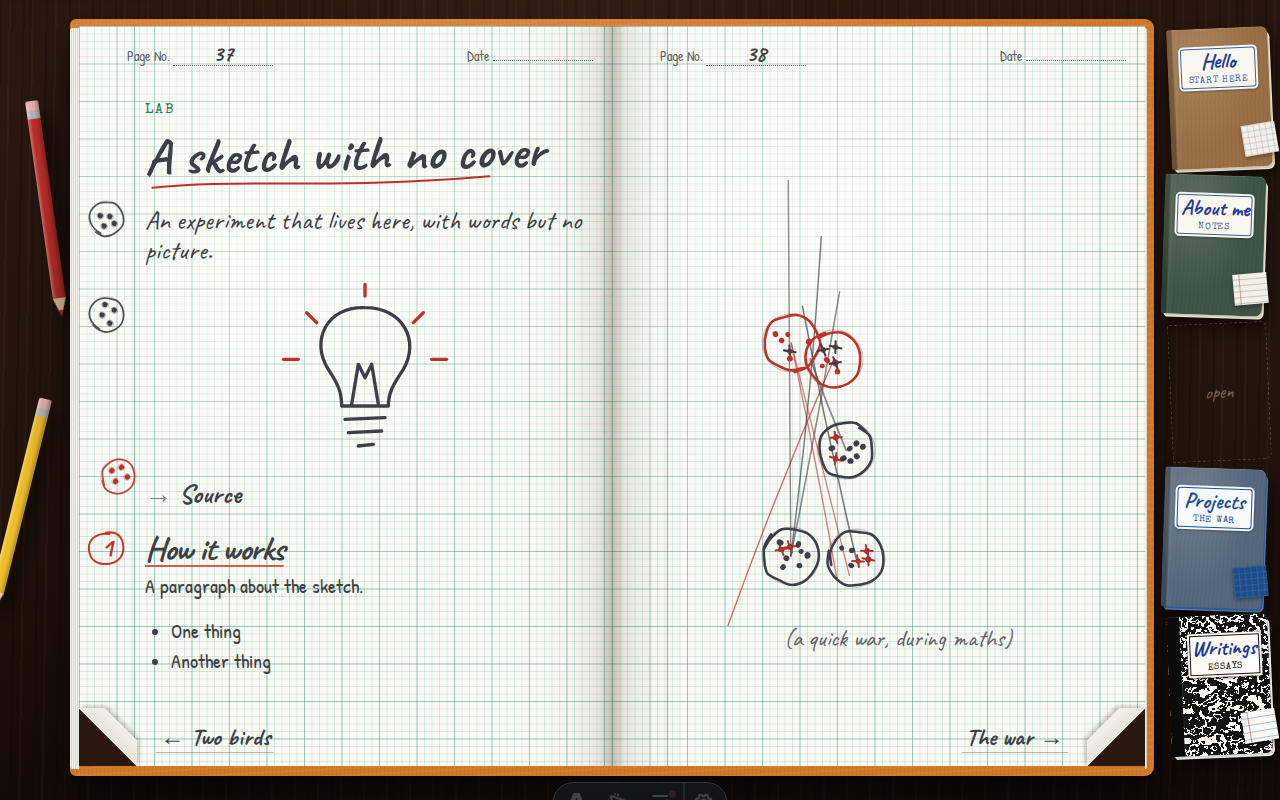 Page No. 37 Date
LAB
A sketch with no cover
An experiment that lives here, with words but no
picture.
→ Source
1 How it works
A paragraph about the sketch.
• One thing
• Another thing
← Two birds
Page No. 38 Date
(a quick war, during maths)
The war →
Hello
START HERE
About me
NOTES
open
Projects
THE WAR
Writings
ESSAYS